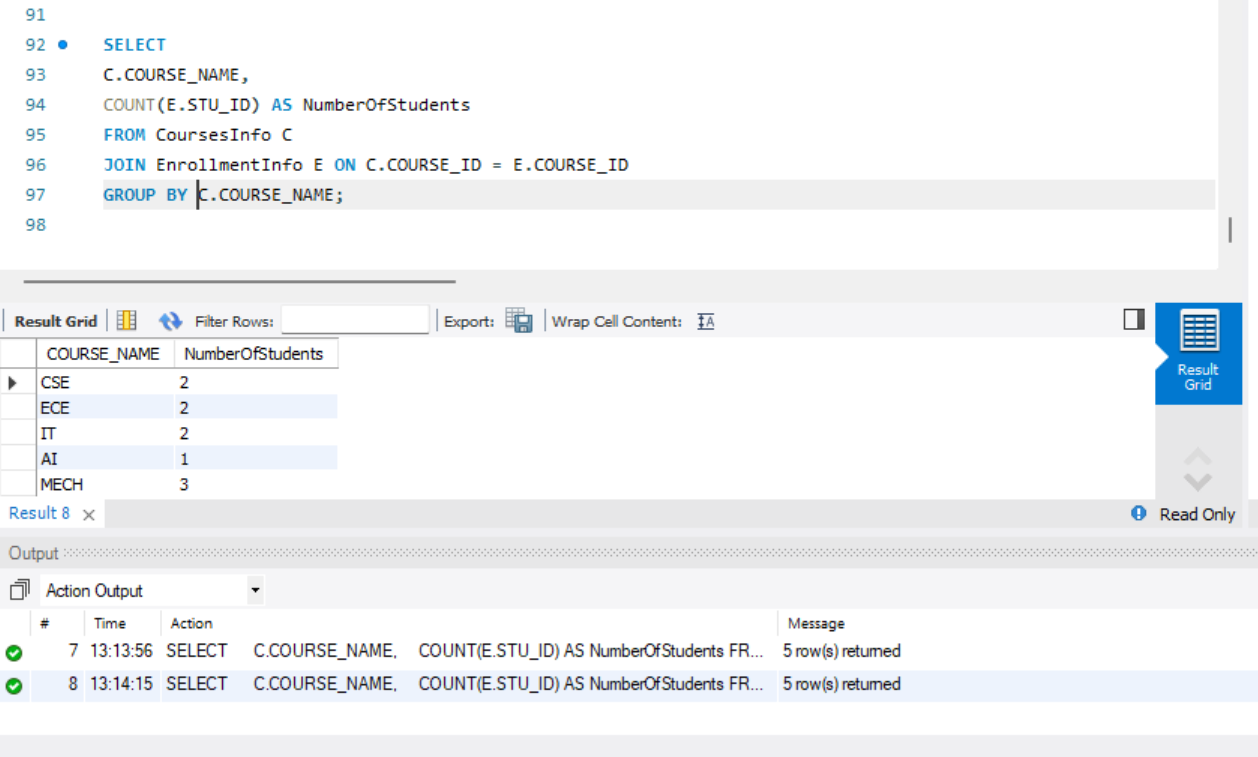 91
92 SELECT
93 C.COURSE_NAME,
94 COUNT(E.STU_ID) AS NumberOfStudents
95 FROM CoursesInfo C
96 JOIN EnrollmentInfo E ON C.COURSE_ID = E.COURSE_ID
97 GROUP BY C.COURSE_NAME;
98
Result Grid Filter Rows: Export: Wrap Cell Content: IA
COURSE_NAME NumberOfStudents
CSE 2
ECE 2
IT 2
AI 1
MECH 3
Result
Grid
Result 8 × Read Only
Output
Action Output
# Time Action Message
7 13:13:56 SELECT C.COURSE_NAME, COUNT(E.STU_ID) AS NumberOfStudents FR... 5 row(s) returned
8 13:14:15 SELECT C.COURSE_NAME, COUNT(E.STU_ID) AS NumberOfStudents FR... 5 row(s) returned